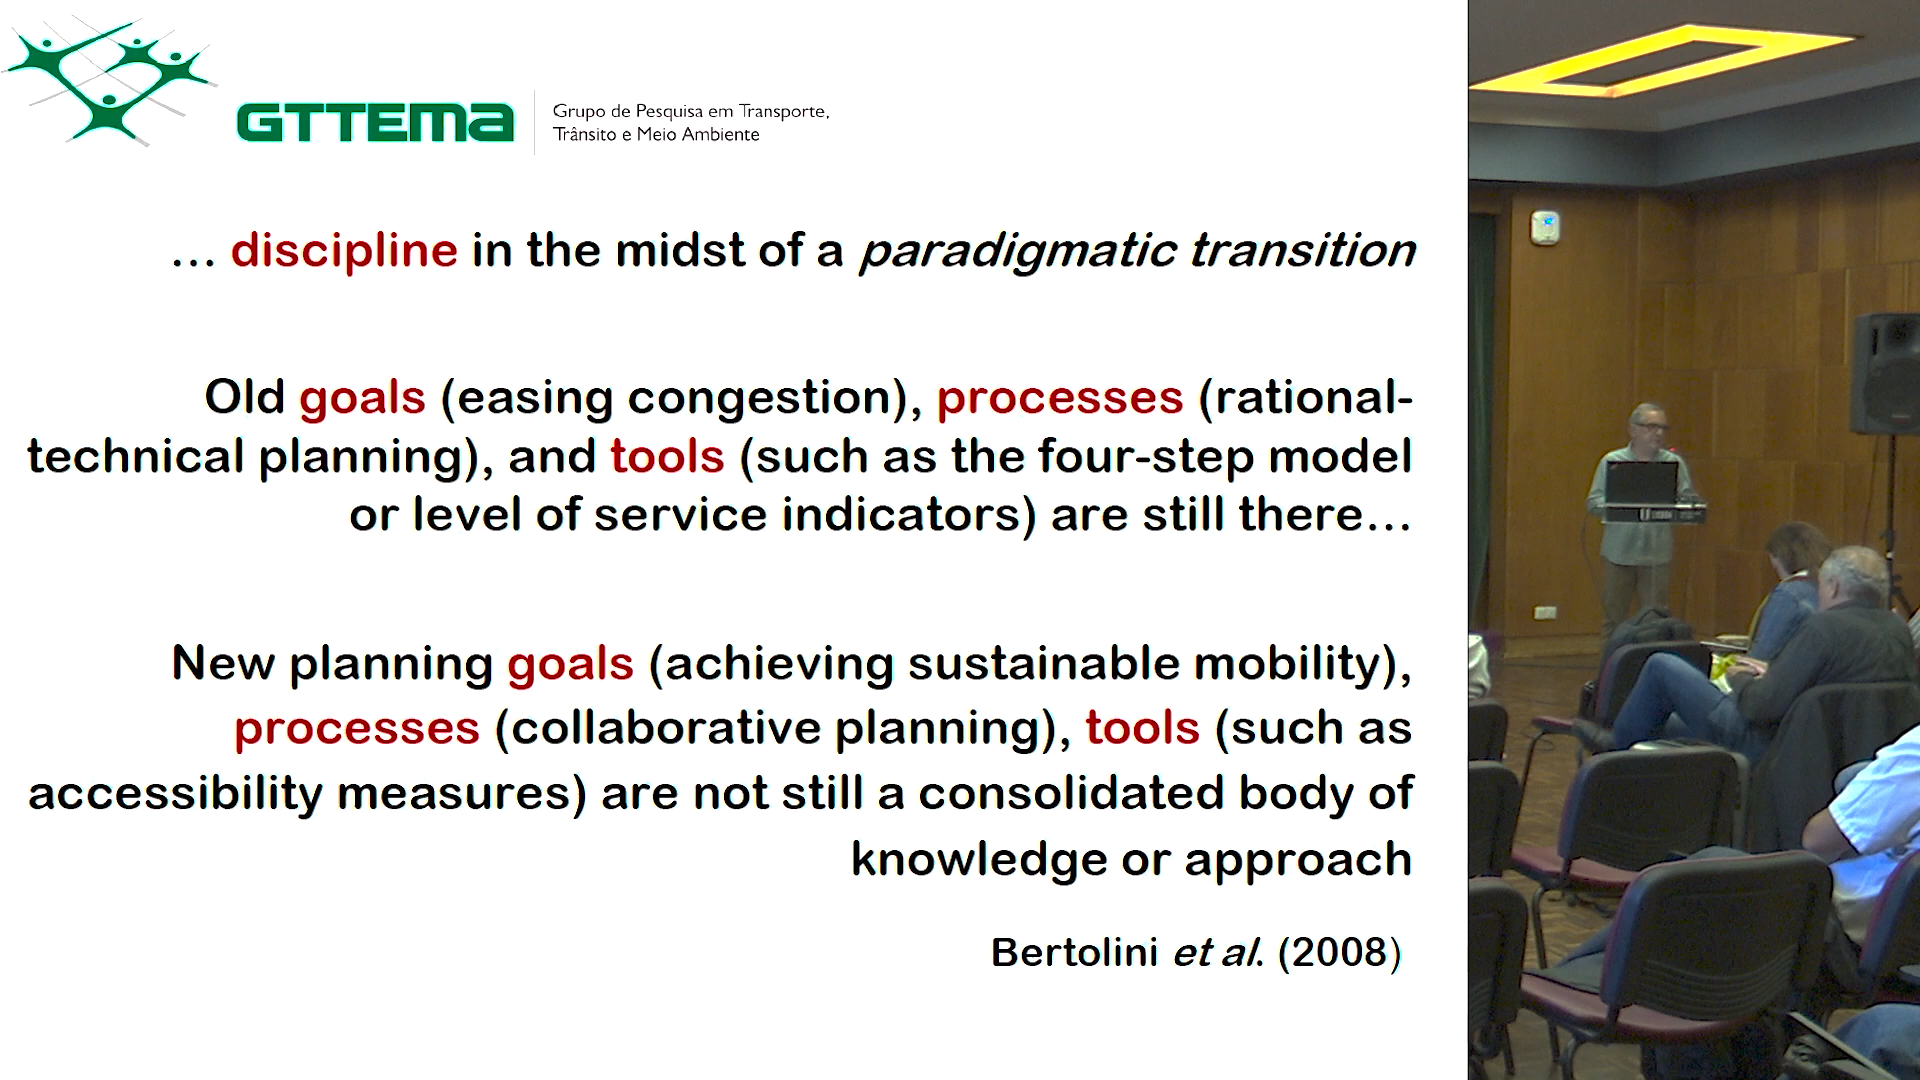 GTTEMA
Grupo de Pesquisa em Transporte,
Trânsito e Meio Ambiente
... discipline in the midst of a paradigmatic transition
Old goals (easing congestion), processes (rational-
technical planning), and tools (such as the four-step model
or level of service indicators) are still there...
New planning goals (achieving sustainable mobility),
processes (collaborative planning), tools (such as
accessibility measures) are not still a consolidated body of
knowledge or approach
Bertolini et al. (2008)